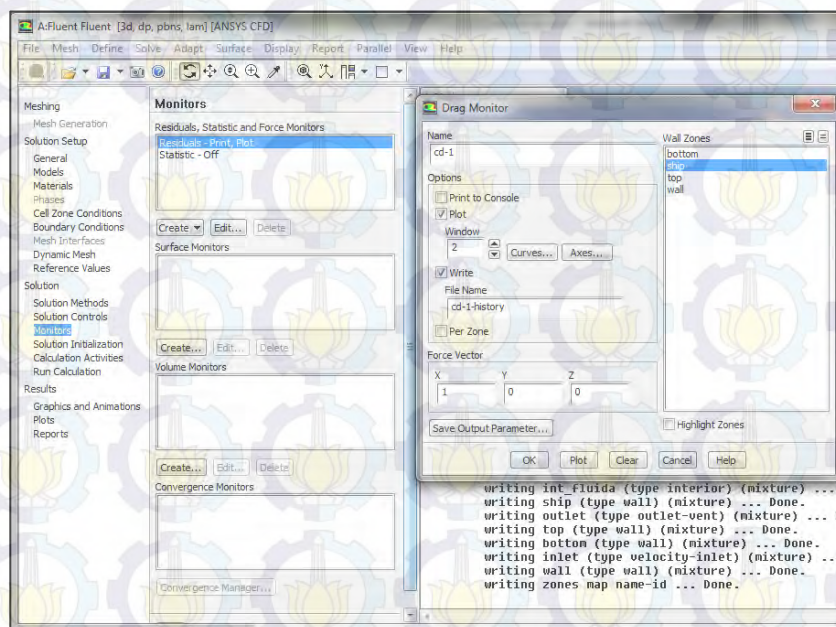 A:Fluent Fluent [3d, dp, pbns, lam] [ANSYS CFD]
File Mesh Define Solve Adapt Surface Display Report Parallel View Help
Meshing
Mesh Generation
Solution Setup
General
Models
Materials
Phases
Cell Zone Conditions
Boundary Conditions
Mesh Interfaces
Dynamic Mesh
Reference Values
Solution
Solution Methods
Solution Controls
Monitors
Solution Initialization
Calculation Activities
Run Calculation
Results
Graphics and Animations
Plots
Reports
Monitors
Residuals, Statistic and Force Monitors
Residuals - Print, Plot
Statistic - Off
Create Edit... Delete
Surface Monitors
Create... Edit... Delete
Volume Monitors
Create... Edit... Delete
Convergence Monitors
Convergence Manager...
Drag Monitor
Name
cd-1
Options
Print to Console
Plot
Window
2 Curves... Axes...
Write
File Name
cd-1-history
Per Zone
Force Vector
X Y Z
1 0 0
Save Output Parameter...
Wall Zones
bottom
ship
top
wall
Highlight Zones
OK Plot Clear Cancel Help
writing int_fluida (type interior) (mixture) ...
writing ship (type wall) (mixture) ... Done.
writing outlet (type outlet-vent) (mixture) ...
writing top (type wall) (mixture) ... Done.
writing bottom (type wall) (mixture) ... Done.
writing inlet (type velocity-inlet) (mixture) ..
writing wall (type wall) (mixture) ... Done.
writing zones map name-id ... Done.